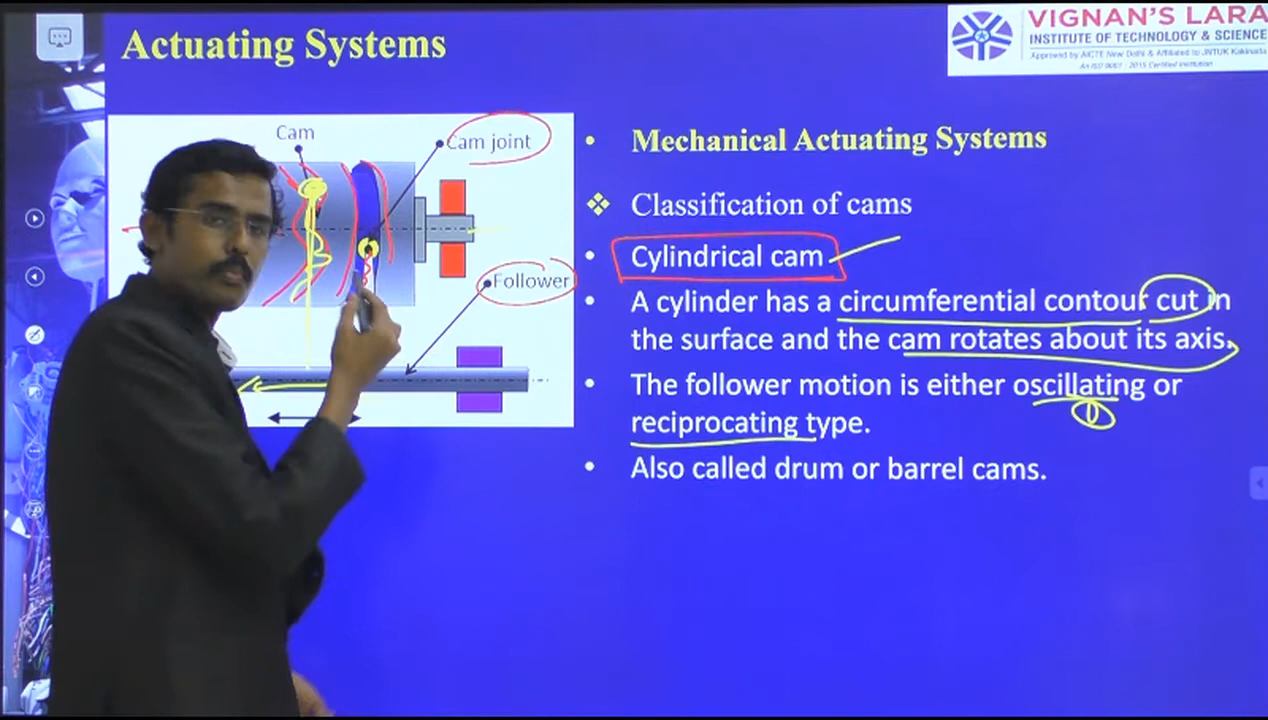 Actuating Systems
VIGNAN'S LARA
INSTITUTE OF TECHNOLOGY & SCIENCE
Approved by AICTE New Delhi & Affiliated to JNTUK Kakinada
An ISO 9001 - 2015 Certified Institution
Cam
Cam joint
Follower
• Mechanical Actuating Systems
❖ Classification of cams
• Cylindrical cam
• A cylinder has a circumferential contour cut in
the surface and the cam rotates about its axis.
• The follower motion is either oscillating or
reciprocating type.
• Also called drum or barrel cams.